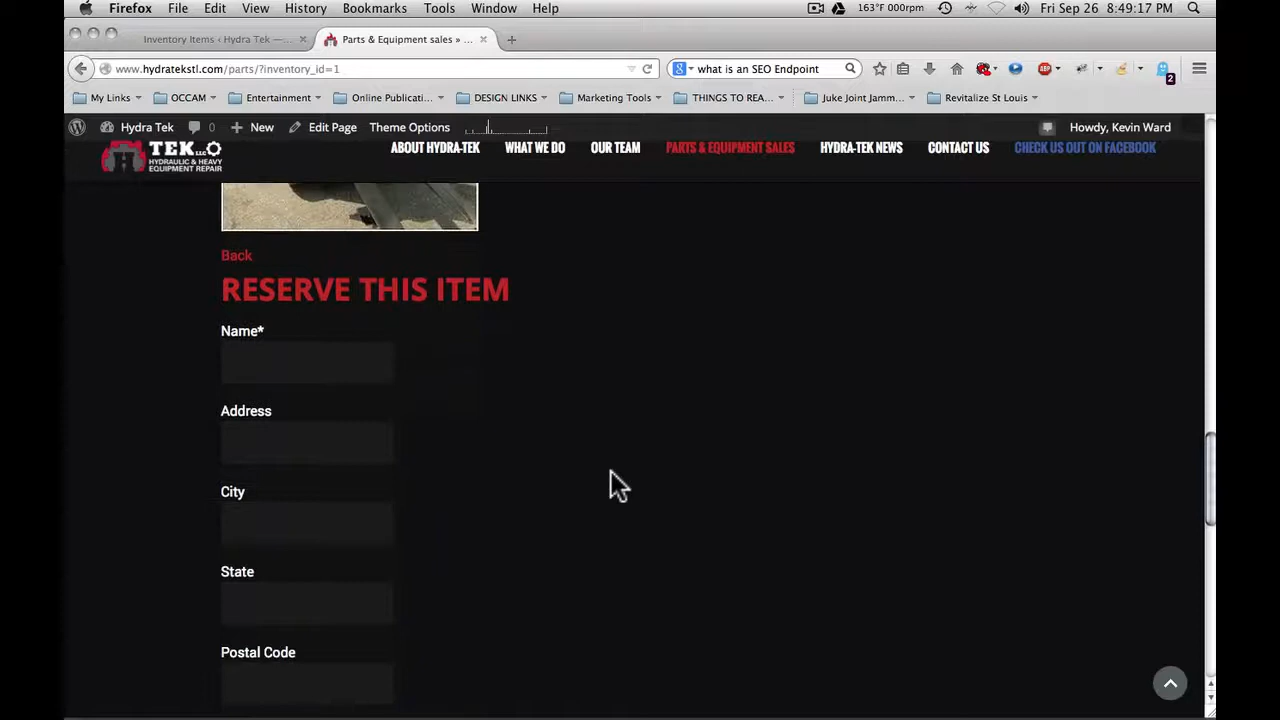 Firefox File Edit View History Bookmarks Tools Window Help 163°F 000rpm Fri Sep 26 8:49:17 PM
Inventory Items ‹ Hydra Tek —... Parts & Equipment sales » ...
www.hydratekstl.com/parts/?inventory_id=1 what is an SEO Endpoint
2
My Links OCCAM Entertainment Online Publicati... DESIGN LINKS Marketing Tools THINGS TO REA... Juke Joint Jamm... Revitalize St Louis
Hydra Tek 0 New Edit Page Theme Options Howdy, Kevin Ward
TEK LLC
HYDRAULIC & HEAVY
EQUIPMENT REPAIR
ABOUT HYDRA-TEK WHAT WE DO OUR TEAM PARTS & EQUIPMENT SALES HYDRA-TEK NEWS CONTACT US CHECK US OUT ON FACEBOOK
Back
RESERVE THIS ITEM
Name*
Address
City
State
Postal Code